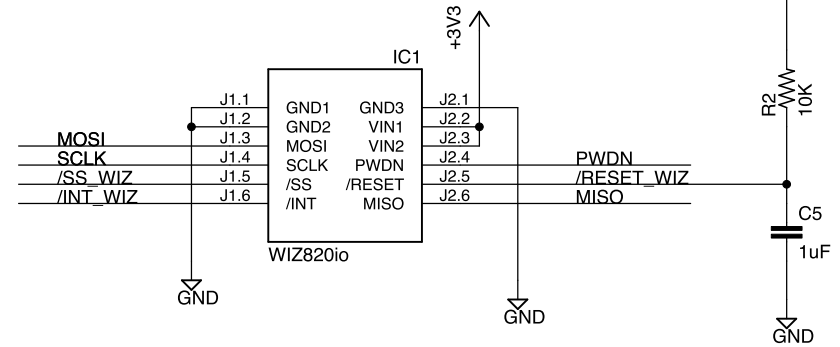 +3V3
IC1
J1.1 GND1 GND3 J2.1
J1.2 GND2 VIN1 J2.2
MOSI J1.3 MOSI VIN2 J2.3
SCLK J1.4 SCLK PWDN J2.4 PWDN
/SS_WIZ J1.5 /SS /RESET J2.5 /RESET_WIZ
/INT_WIZ J1.6 /INT MISO J2.6 MISO
WIZ820io
GND
GND
R2
10K
C5
1uF
GND